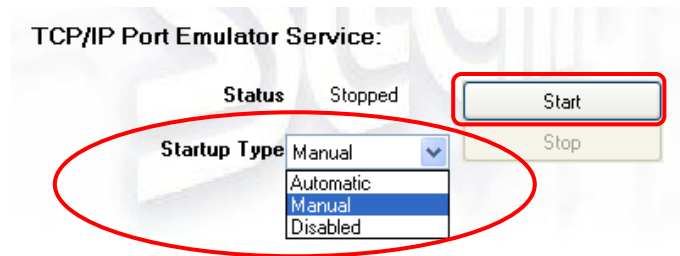 TCP/IP Port Emulator Service:
Status Stopped
Start
Startup Type Manual
Stop
Automatic
Manual
Disabled